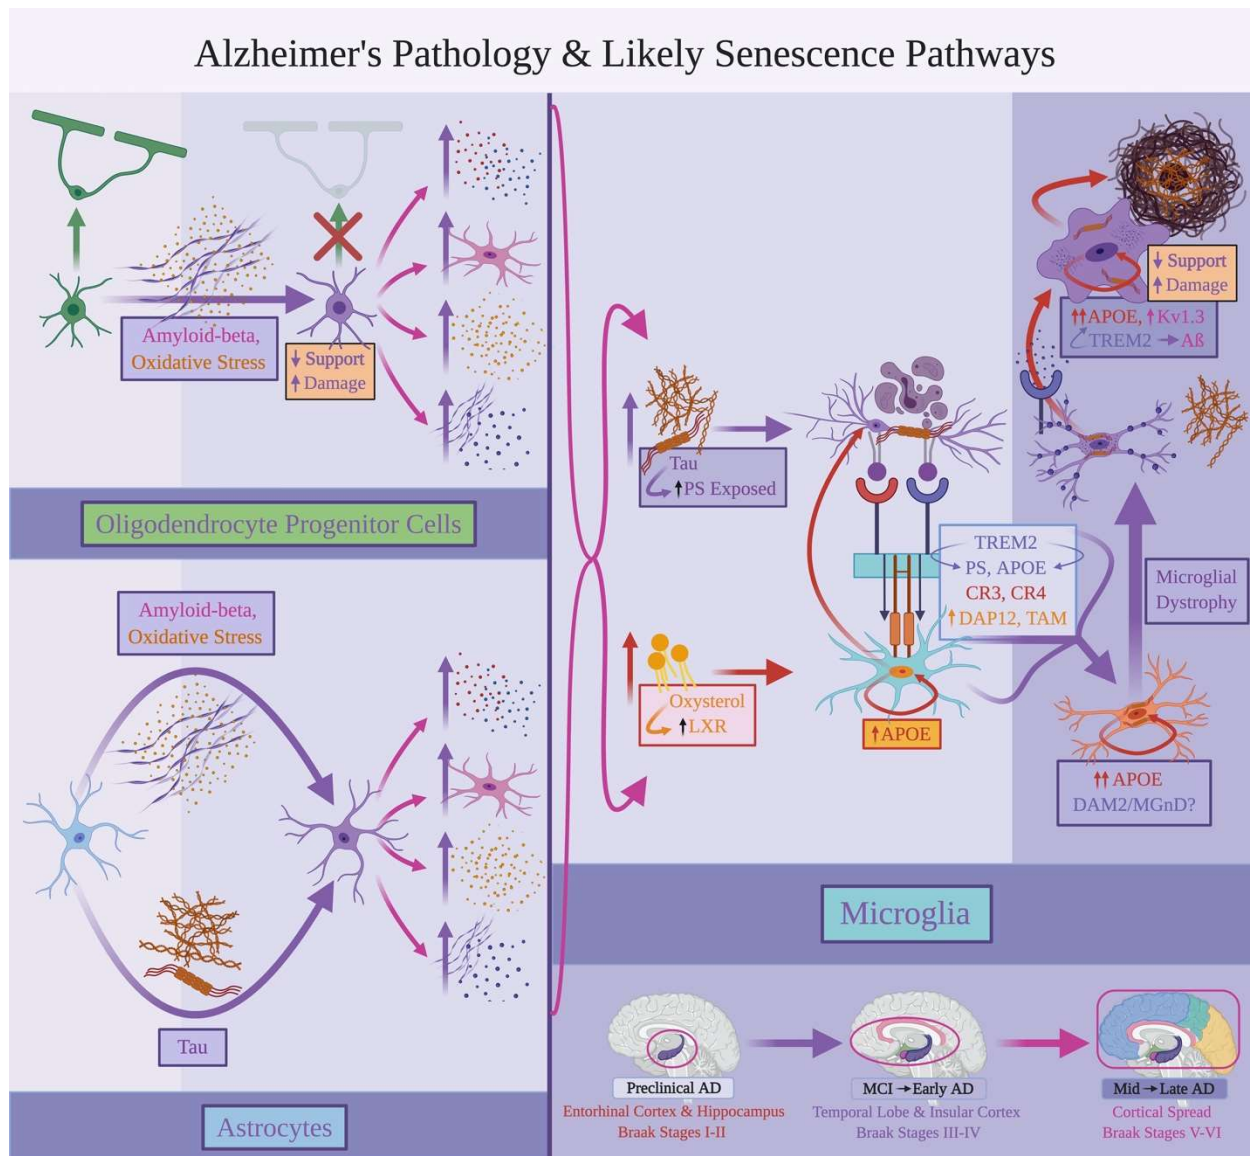 Alzheimer's Pathology & Likely Senescence Pathways
Amyloid-beta,
Oxidative Stress
↓ Support
↑ Damage
Oligodendrocyte Progenitor Cells
Amyloid-beta,
Oxidative Stress
Tau
Astrocytes
Tau
↑PS Exposed
Oxysterol
↑LXR
↑APOE
TREM2
PS, APOE
CR3, CR4
↑DAP12, TAM
↓ Support
↑ Damage
↑↑APOE, ↑Kv1.3
TREM2 → Aß
Microglial
Dystrophy
↑↑ APOE
DAM2/MGnD?
Microglia
Preclinical AD
Entorhinal Cortex & Hippocampus
Braak Stages I-II
MCI → Early AD
Temporal Lobe & Insular Cortex
Braak Stages III-IV
Mid → Late AD
Cortical Spread
Braak Stages V-VI